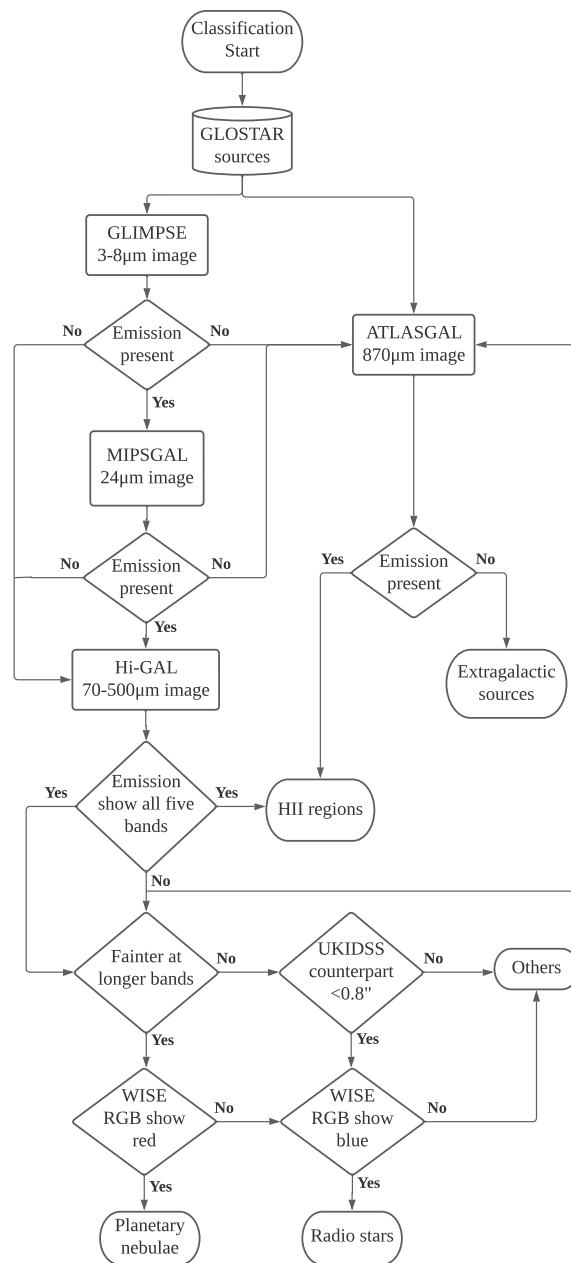 Classification
Start
GLOSTAR
sources
GLIMPSE
3-8μm image
No
Emission
present
No
ATLASGAL
870μm image
Yes
MIPSGAL
24μm image
No
Emission
present
No
Yes
Emission
present
No
Yes
Hi-GAL
70-500μm image
Extragalactic
sources
Yes
Emission
show all five
bands
Yes
HII regions
No
Fainter at
longer bands
No
UKIDSS
counterpart
<0.8"
No
Others
Yes
Yes
WISE
RGB show
red
No
WISE
RGB show
blue
No
Yes
Yes
Planetary
nebulae
Radio stars